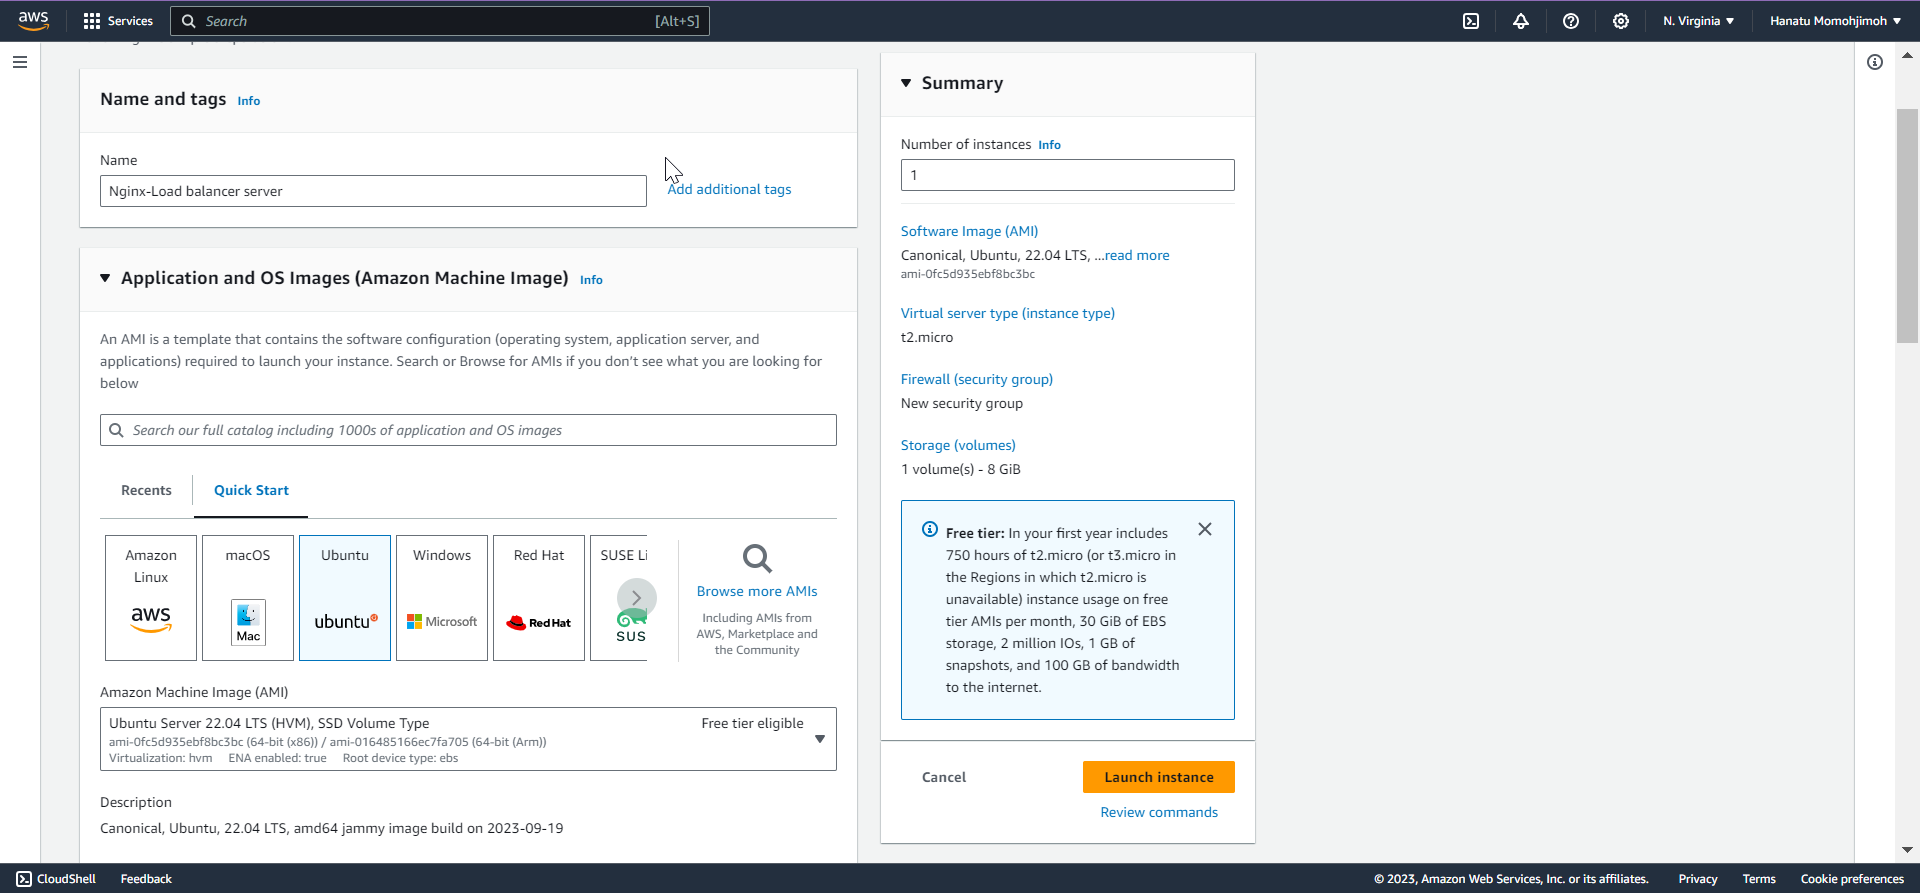 aws
Services
Search
[Alt+S]
N. Virginia
Hanatu Momohjimoh
Name and tags Info
Name
Nginx-Load balancer server
Add additional tags
Application and OS Images (Amazon Machine Image) Info
An AMI is a template that contains the software configuration (operating system, application server, and
applications) required to launch your instance. Search or Browse for AMIs if you don't see what you are looking for
below
Search our full catalog including 1000s of application and OS images
Recents
Quick Start
Amazon
Linux
aws
macOS
Mac
Ubuntu
ubuntu
Windows
Microsoft
Red Hat
Red Hat
SUSE Li
SUS
Browse more AMIs
Including AMIs from
AWS, Marketplace and
the Community
Amazon Machine Image (AMI)
Ubuntu Server 22.04 LTS (HVM), SSD Volume Type
Free tier eligible
ami-0fc5d935ebf8bc3bc (64-bit (x86)) / ami-016485166ec7fa705 (64-bit (Arm))
Virtualization: hvm ENA enabled: true Root device type: ebs
Description
Canonical, Ubuntu, 22.04 LTS, amd64 jammy image build on 2023-09-19
Summary
Number of instances Info
1
Software Image (AMI)
Canonical, Ubuntu, 22.04 LTS, ...read more
ami-0fc5d935ebf8bc3bc
Virtual server type (instance type)
t2.micro
Firewall (security group)
New security group
Storage (volumes)
1 volume(s) - 8 GiB
Free tier: In your first year includes
750 hours of t2.micro (or t3.micro in
the Regions in which t2.micro is
unavailable) instance usage on free
tier AMIs per month, 30 GiB of EBS
storage, 2 million IOs, 1 GB of
snapshots, and 100 GB of bandwidth
to the internet.
Cancel
Launch instance
Review commands
CloudShell
Feedback
© 2023, Amazon Web Services, Inc. or its affiliates.
Privacy
Terms
Cookie preferences